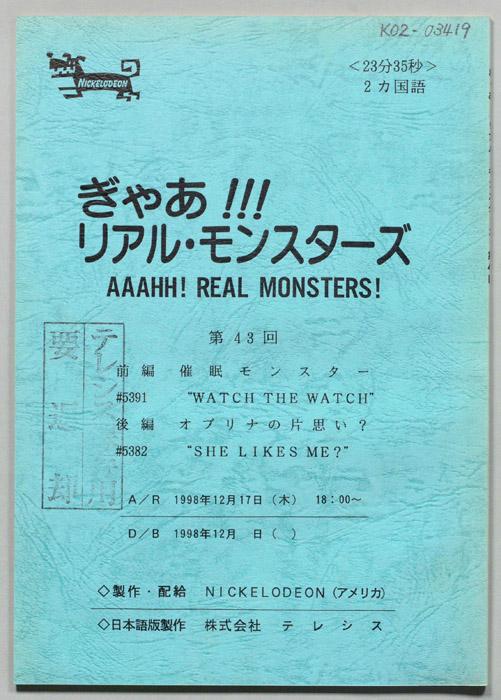 K02-03419
NICKELODEON
<23分35秒>
2カ国語
ぎゃあ!!!
リアル・モンスターズ
AAAHH! REAL MONSTERS!
第43回
前編 催眠モンスター
#5391 "WATCH THE WATCH"
後編 オブリナの片思い?
#5382 "SHE LIKES ME?"
A/R 1998年12月17日(木) 18:00~
D/B 1998年12月 日( )
◇製作・配給 NICKELODEON(アメリカ)
◇日本語版製作 株式会社 テレシス
テレシス
要 却